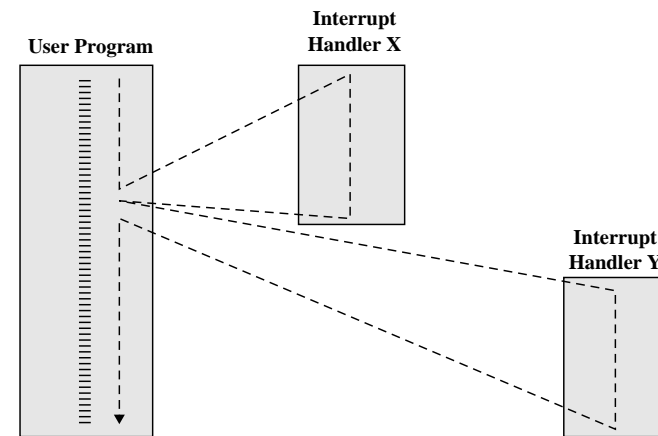 User Program
Interrupt
Handler X
Interrupt
Handler Y